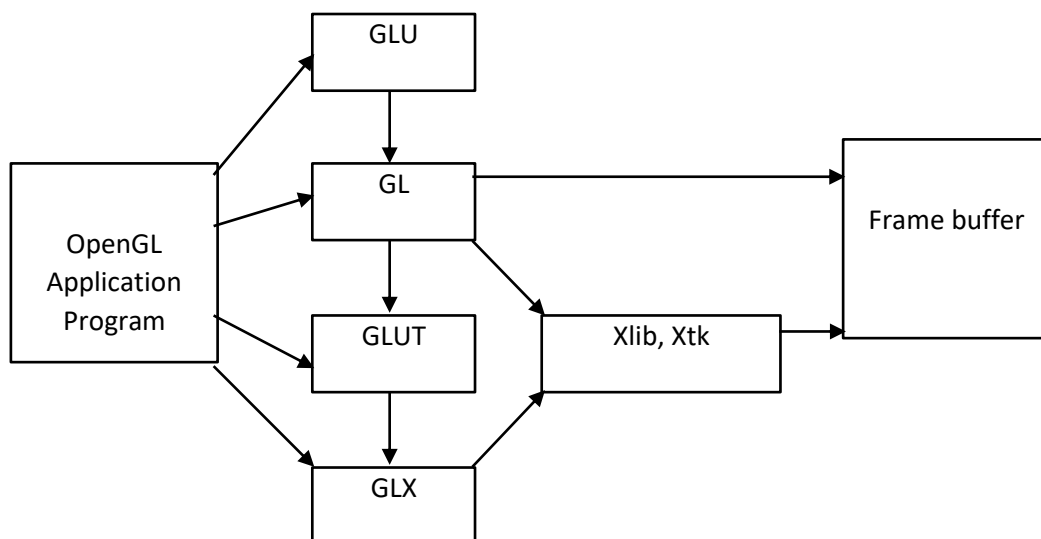 GLU
GL
OpenGL
Application
Program
GLUT
GLX
Xlib, Xtk
Frame buffer